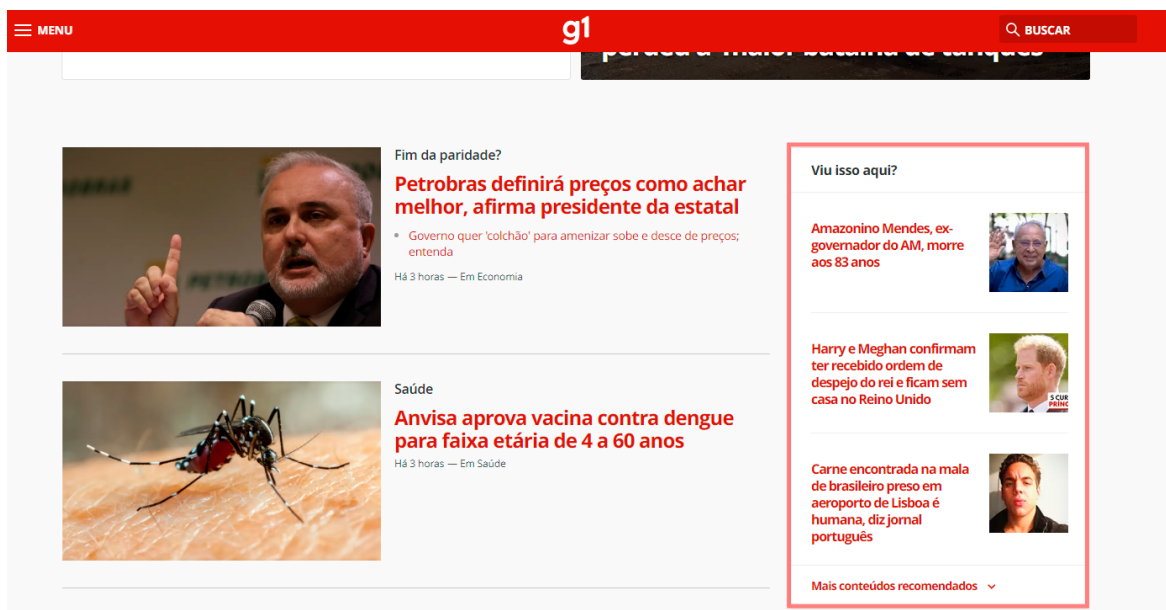 MENU
g1
BUSCAR
perdeu a 'maior batalha de tanques'
Fim da paridade?
Petrobras definirá preços como achar
melhor, afirma presidente da estatal
Governo quer 'colchão' para amenizar sobe e desce de preços;
entenda
Há 3 horas — Em Economia
Saúde
Anvisa aprova vacina contra dengue
para faixa etária de 4 a 60 anos
Há 3 horas — Em Saúde
Viu isso aqui?
Amazonino Mendes, ex-
governador do AM, morre
aos 83 anos
Harry e Meghan confirmam
ter recebido ordem de
despejo do rei e ficam sem
casa no Reino Unido
5 CUR
PRÍNC
Carne encontrada na mala
de brasileiro preso em
aeroporto de Lisboa é
humana, diz jornal
português
Mais conteúdos recomendados